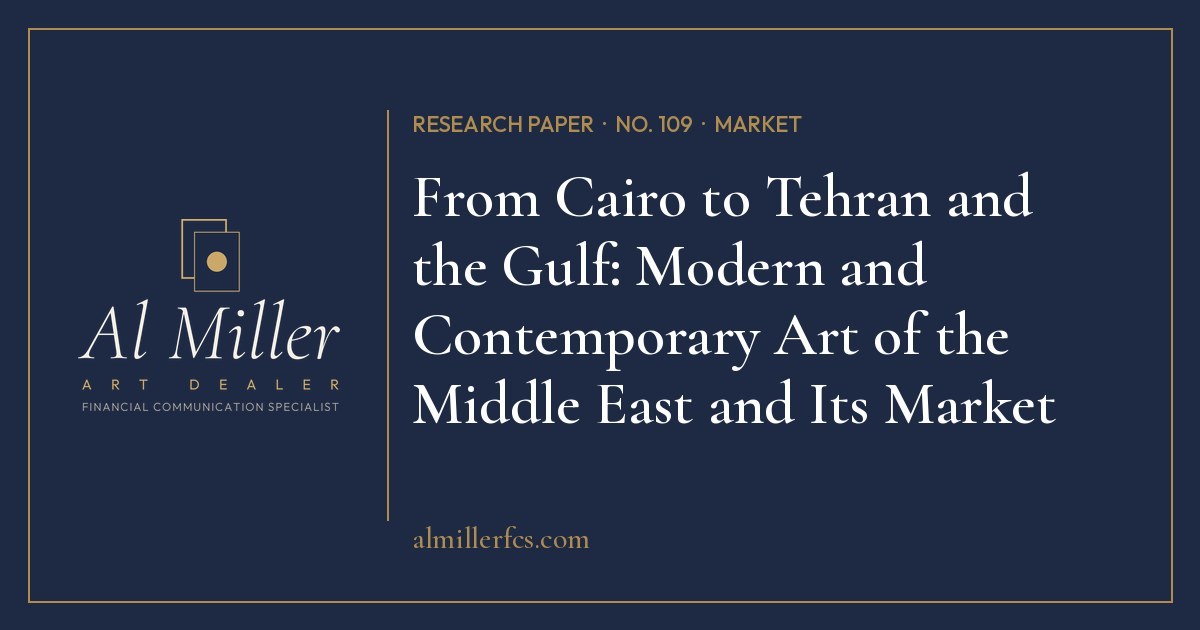 Al Miller
ART DEALER
FINANCIAL COMMUNICATION SPECIALIST
RESEARCH PAPER · NO. 109 · MARKET
From Cairo to Tehran and
the Gulf: Modern and
Contemporary Art of the
Middle East and Its Market
almillerfcs.com